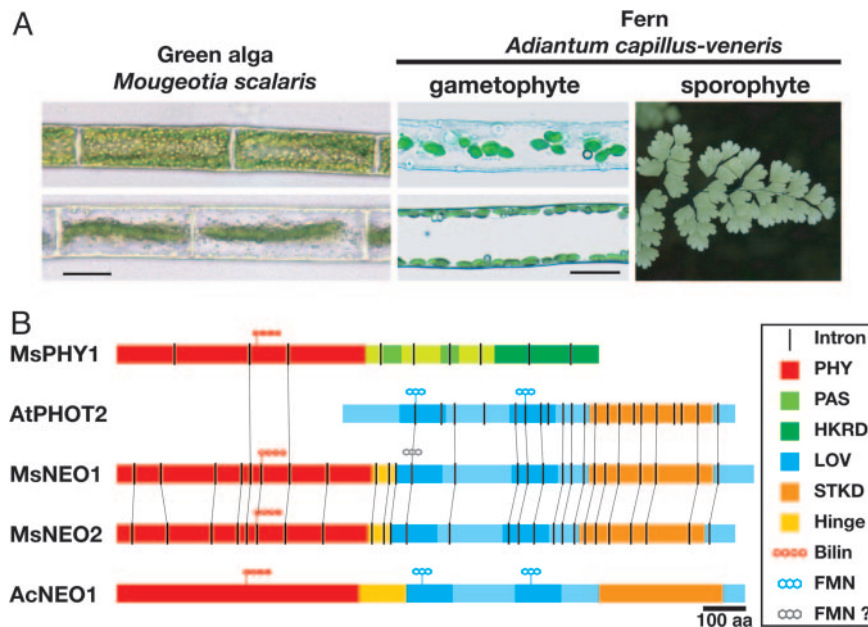 A
Green alga
Mougeotia scalaris
Fern
Adiantum capillus-veneris
gametophyte
sporophyte
B
MsPHY1
AtPHOT2
MsNEO1
MsNEO2
AcNEO1
100 aa
Intron
PHY
PAS
HKRD
LOV
STKD
Hinge
Bilin
FMN
FMN ?